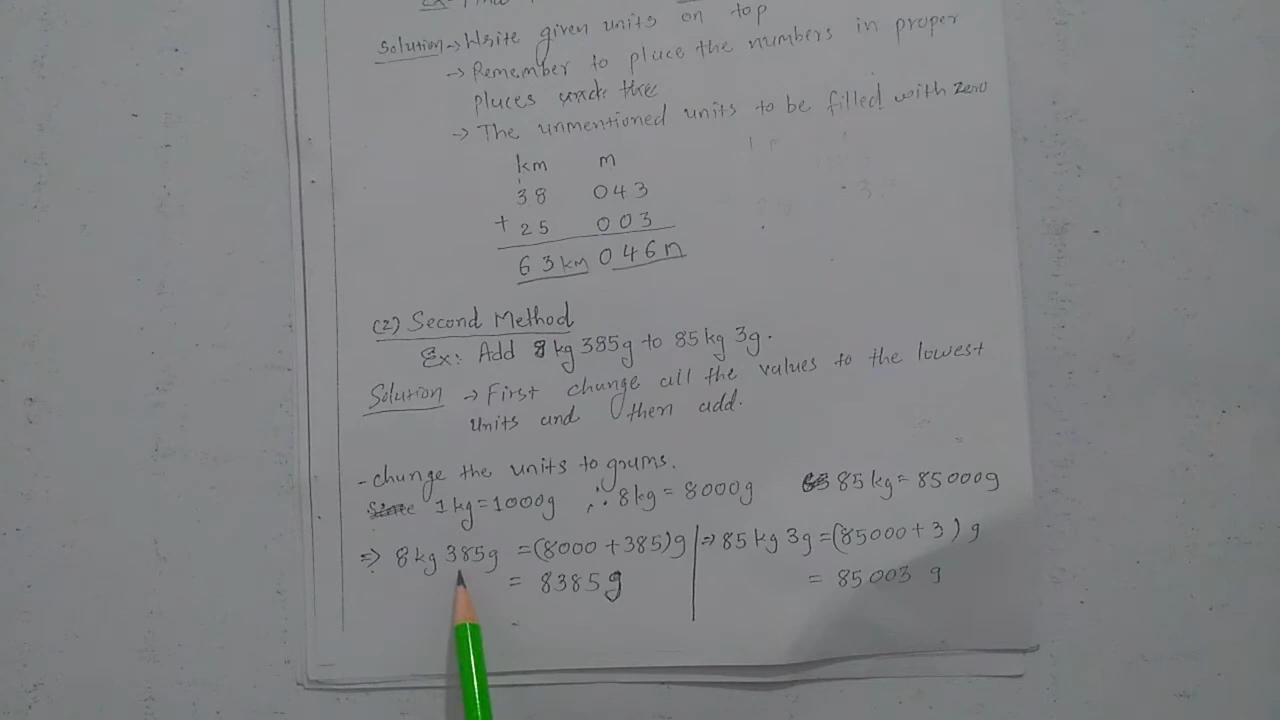 Solution → Write given units on top
→ Remember to place the numbers in proper
places
→ The unmentioned units to be filled with zero
km m
38 043
+ 25 003
63 km 046 m
(2) Second Method
Ex: Add 8 kg 385g to 85 kg 3g.
Solution → First change all the values to the lowest
units and then add.
- change the units to grams.
1 kg = 1000g ∴ 8 kg = 8000g 85 kg = 85000g
⇒ 8 kg 385g = (8000 + 385) g ⇒ 85 kg 3g = (85000 + 3) g
= 8385 g = 85003 g